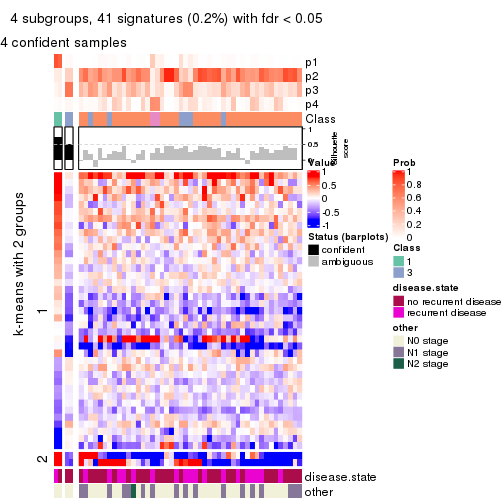 4 subgroups, 41 signatures (0.2%) with fdr < 0.05
4 confident samples
p1
p2
p3
p4
Class
1
0.5
0
Silhouette
score
k-means with 2 groups
1
2
disease.state
other
Value
1
0.5
0
-0.5
-1
Status (barplots)
confident
ambiguous
Prob
1
0.8
0.6
0.4
0.2
0
Class
1
3
disease.state
no recurrent disease
recurrent disease
other
N0 stage
N1 stage
N2 stage